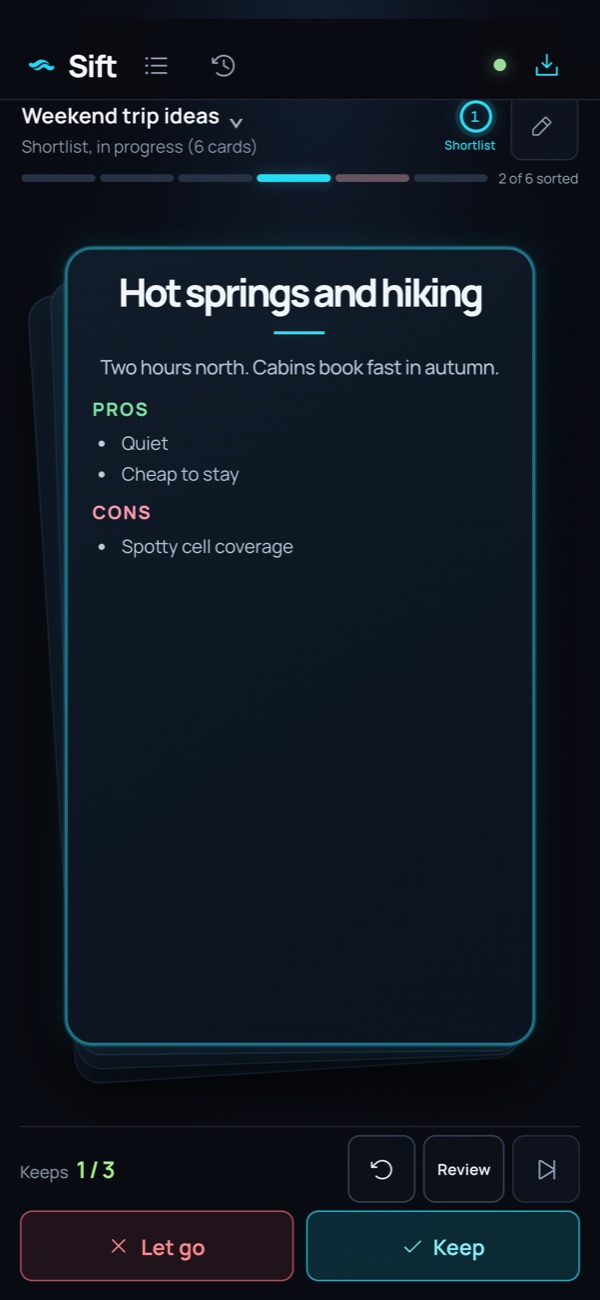 Sift
Weekend trip ideas
Shortlist, in progress (6 cards)
1
Shortlist
2 of 6 sorted
Hot springs and hiking
Two hours north. Cabins book fast in autumn.
PROS
• Quiet
• Cheap to stay
CONS
• Spotty cell coverage
Keeps 1 / 3
Review
Let go
Keep